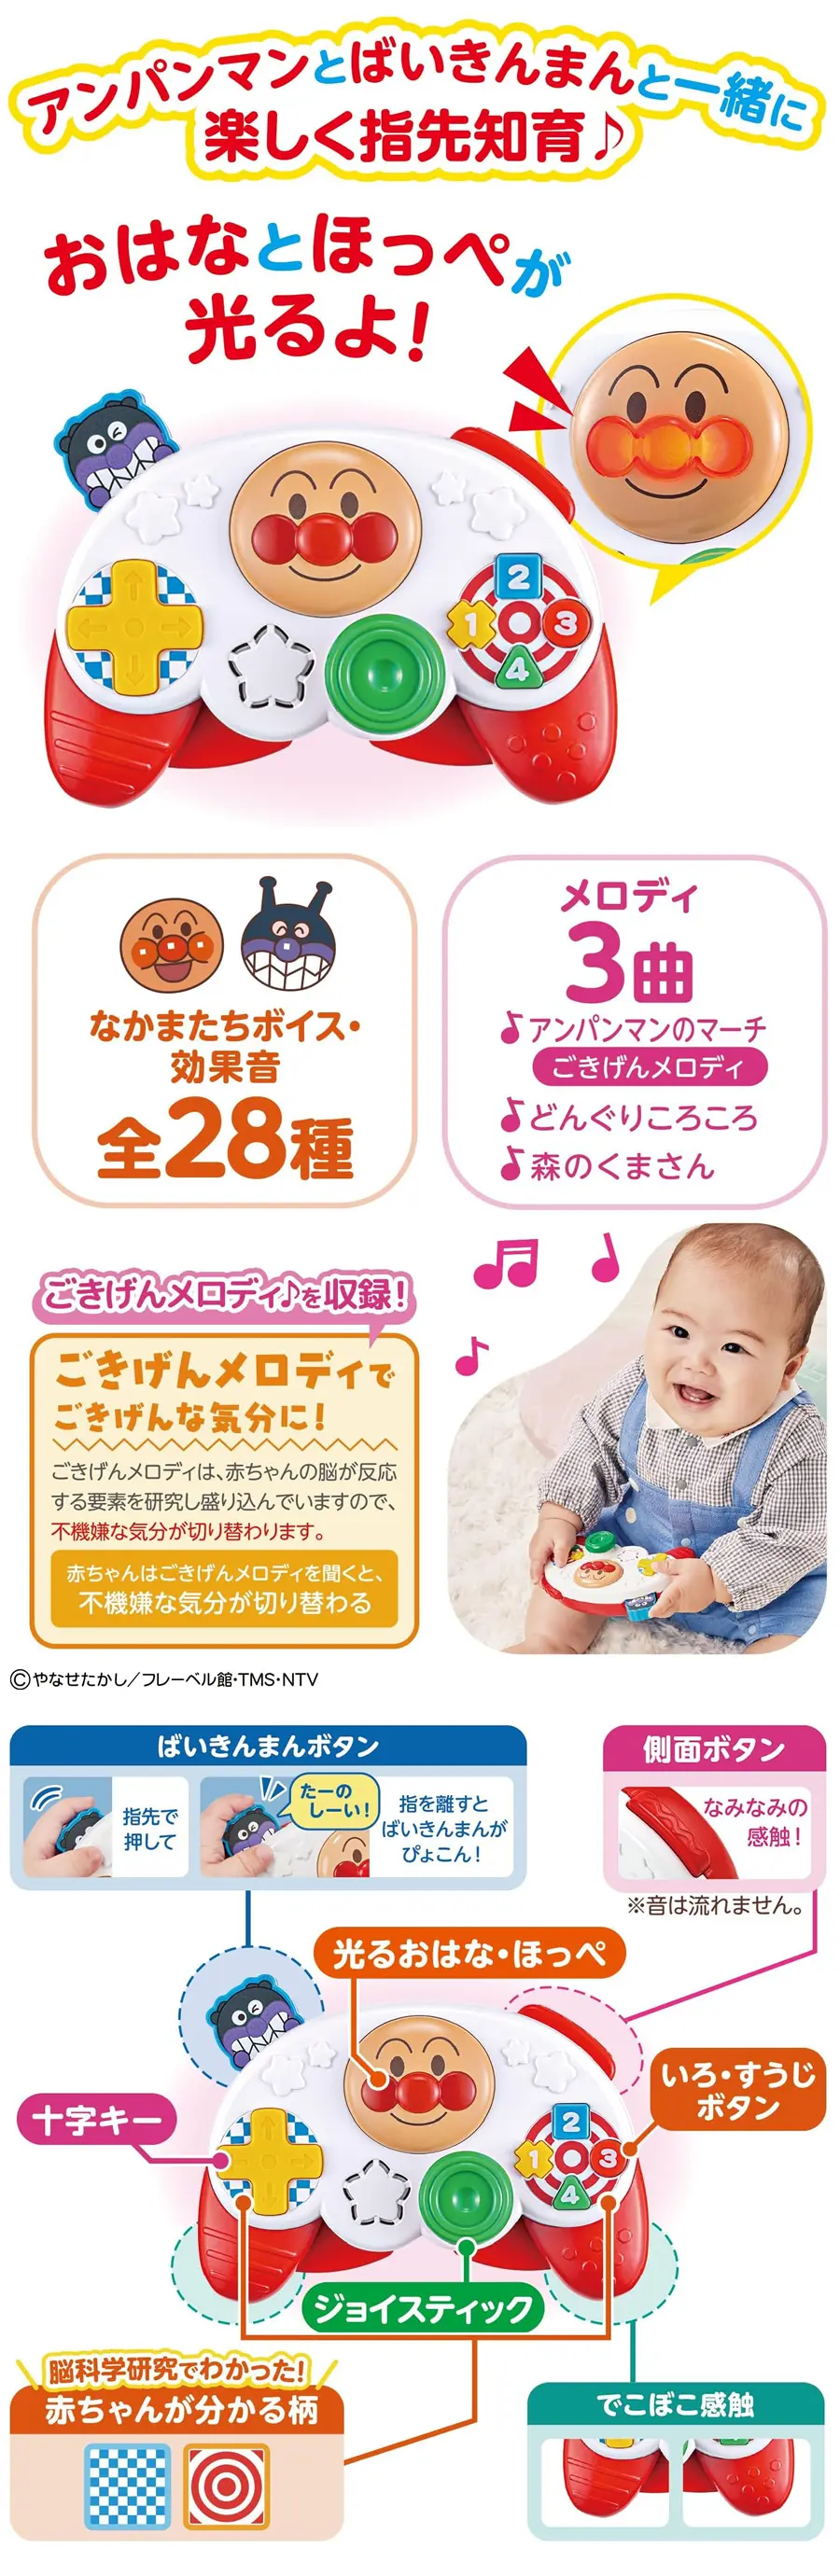 アンパンマンとばいきんまんと一緒に
楽しく指先知育♪
おはなとほっぺが
光るよ!
2
1
3
4
なかまたちボイス・
効果音
全28種
メロディ
3曲
♪アンパンマンのマーチ
ごきげんメロディ
♪どんぐりころころ
♪森のくまさん
ごきげんメロディ♪を収録!
ごきげんメロディで
ごきげんな気分に!
ごきげんメロディは、赤ちゃんの脳が反応
する要素を研究し盛り込んでいますので、
不機嫌な気分が切り替わります。
赤ちゃんはごきげんメロディを聞くと、
不機嫌な気分が切り替わる
©やなせたかし/フレーベル館・TMS・NTV
ばいきんまんボタン
指先で
押して
たーの
しーい!
指を離すと
ばいきんまんが
ぴょこん!
側面ボタン
なみなみの
感触!
※音は流れません。
光るおはな・ほっぺ
いろ・すうじ
ボタン
十字キー
2
1
3
4
ジョイスティック
脳科学研究でわかった!
赤ちゃんが分かる柄
でこぼこ感触